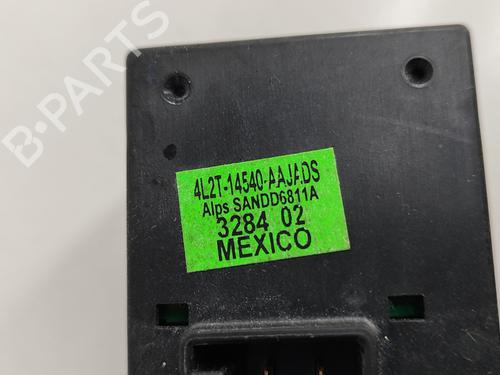 B-PARTS
4L2T-14540-AAJADS
Alps SANDD6811A
3284 02
MEXICO